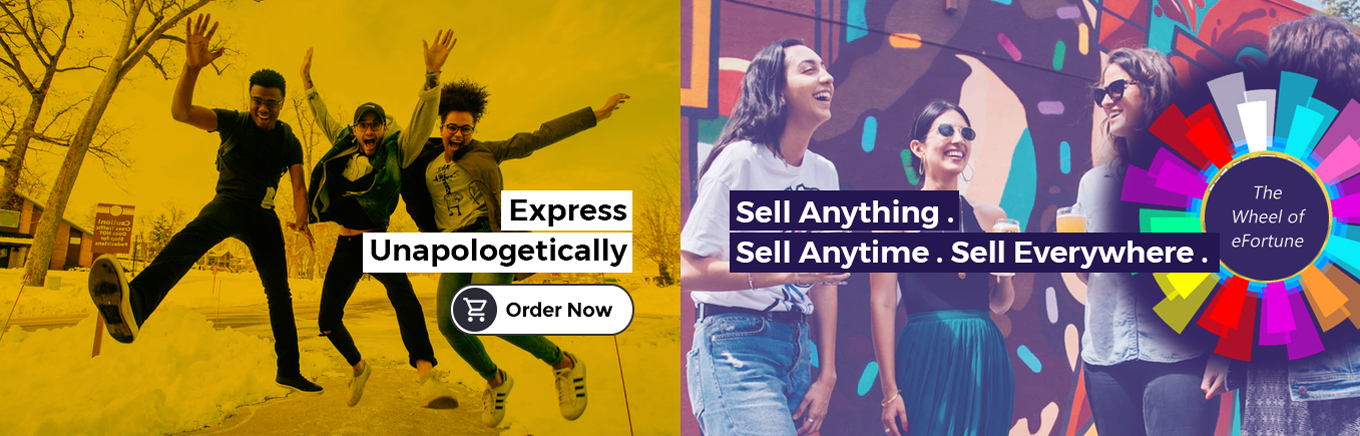 Express
Unapologetically
Order Now
Sell Anything .
Sell Anytime . Sell Everywhere .
The
Wheel of
eFortune